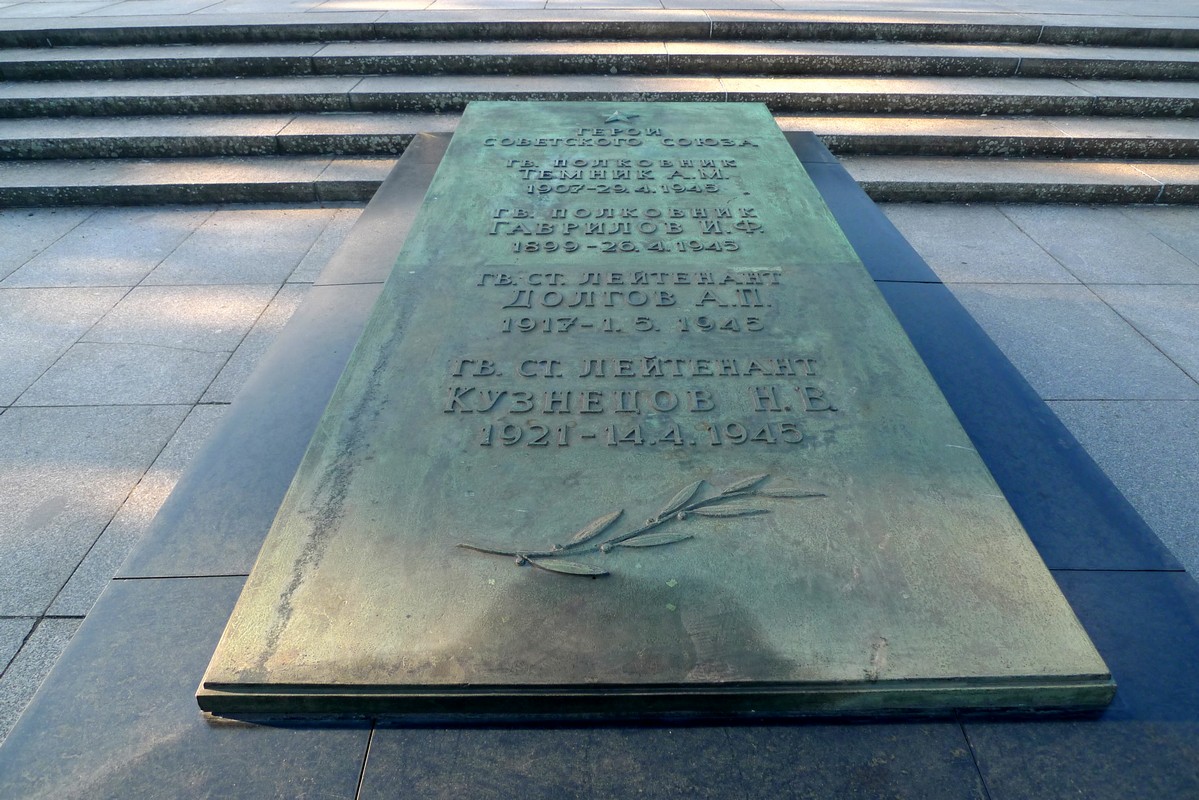 ГЕРОИ
СОВЕТСКОГО СОЮЗА
ГВ. ПОЛКОВНИК
ТЕМНИК А.М.
1907-29.4.1945
ГВ. ПОЛКОВНИК
ГАВРИЛОВ И.Ф.
1899-26.4.1945
ГВ. СТ. ЛЕЙТЕНАНТ
ДОЛГОВ А.П.
1917-1.5.1945
ГВ. СТ. ЛЕЙТЕНАНТ
КУЗНЕЦОВ Н.Б.
1921-14.4.1945